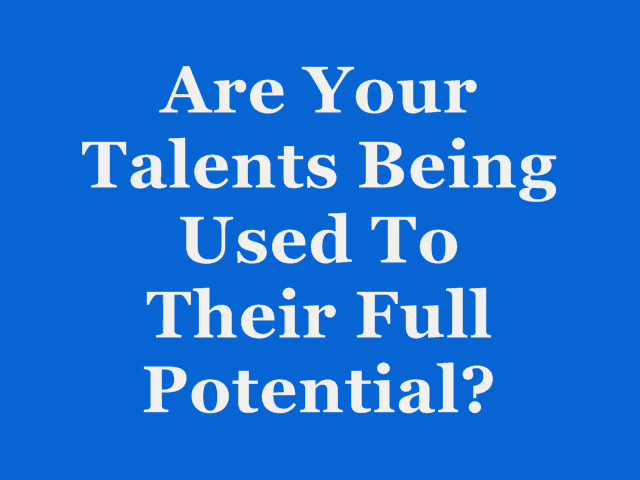 Are Your
Talents Being
Used To
Their Full
Potential?